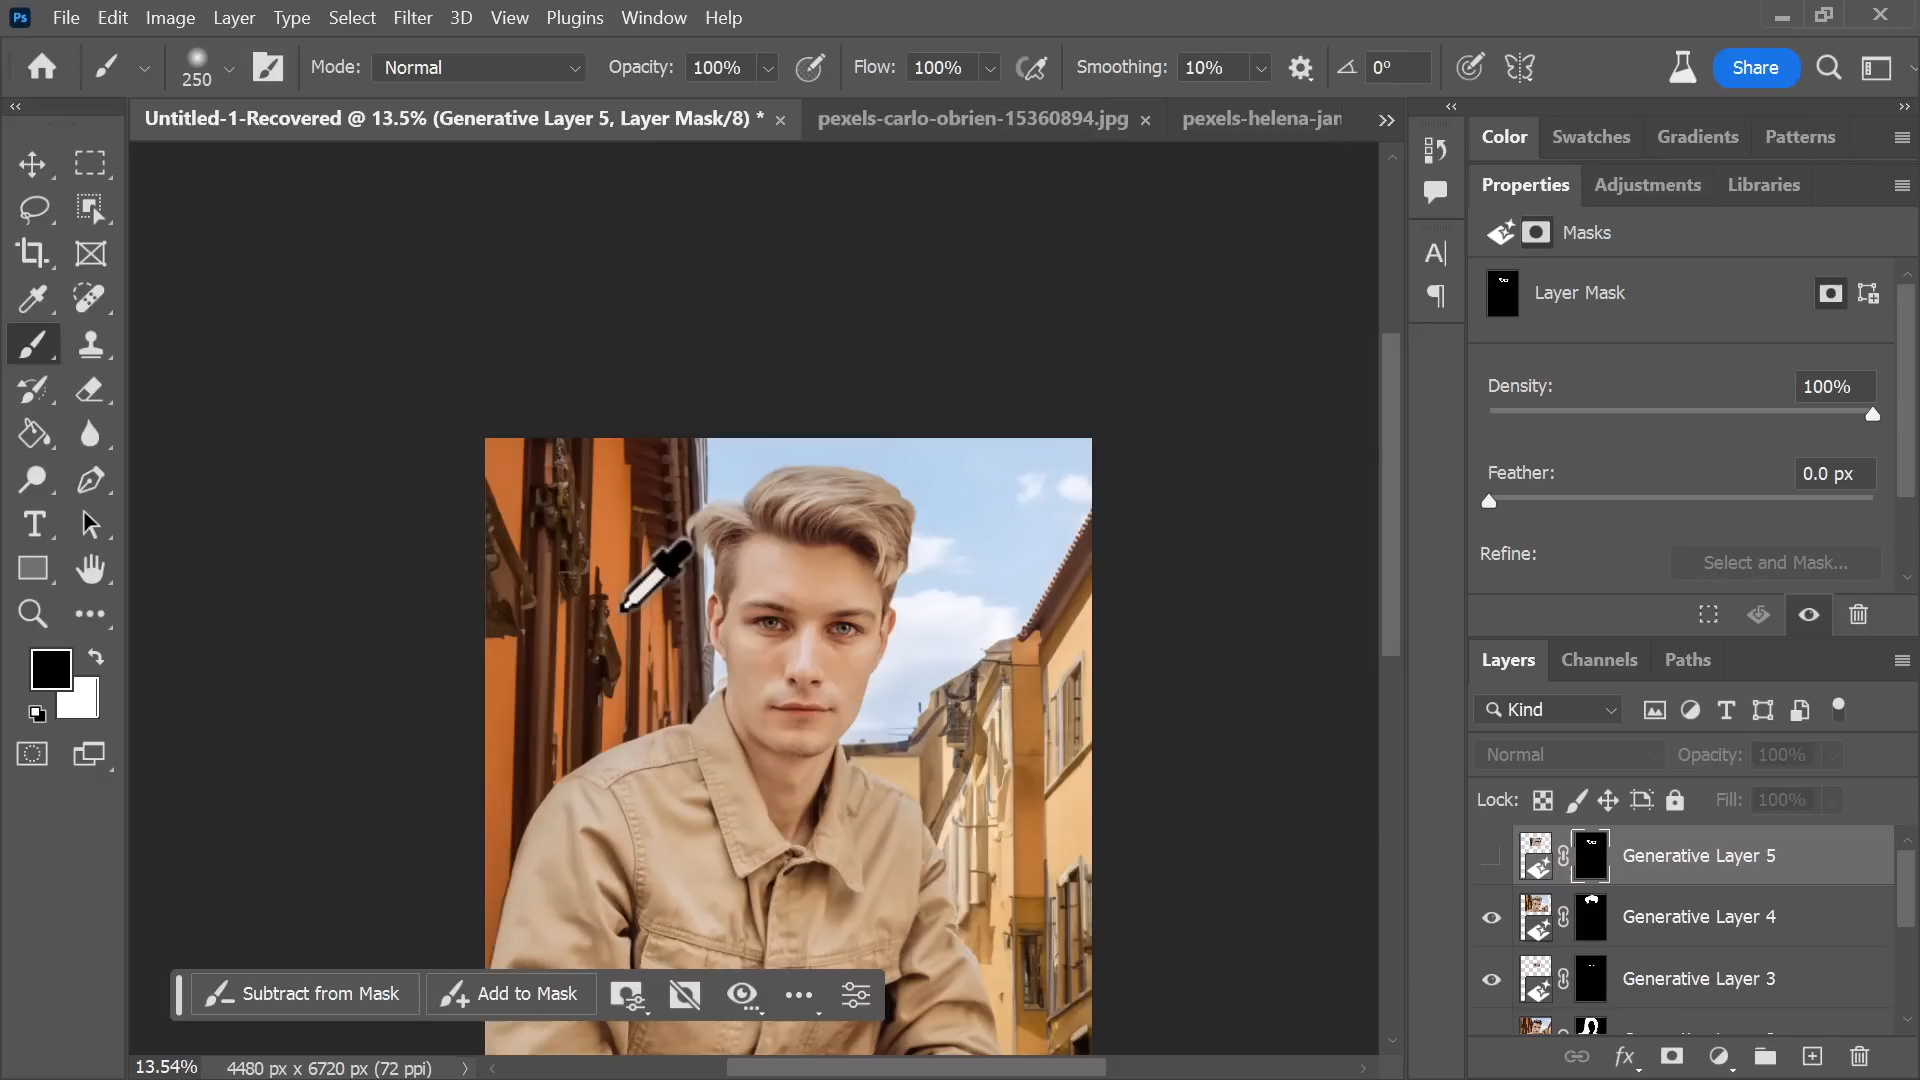 Ps File Edit Image Layer Type Select Filter 3D View Plugins Window Help
250 Mode: Normal Opacity: 100% Flow: 100% Smoothing: 10% 0° Share
Untitled-1-Recovered @ 13.5% (Generative Layer 5, Layer Mask/8) * pexels-carlo-obrien-15360894.jpg pexels-helena-jan
Color Swatches Gradients Patterns
Properties Adjustments Libraries
Masks
Layer Mask
Density: 100%
Feather: 0.0 px
Refine: Select and Mask...
Layers Channels Paths
Kind
Normal Opacity: 100%
Lock: Fill: 100%
Generative Layer 5
Generative Layer 4
Generative Layer 3
Subtract from Mask Add to Mask
13.54% 4480 px x 6720 px (72 ppi)